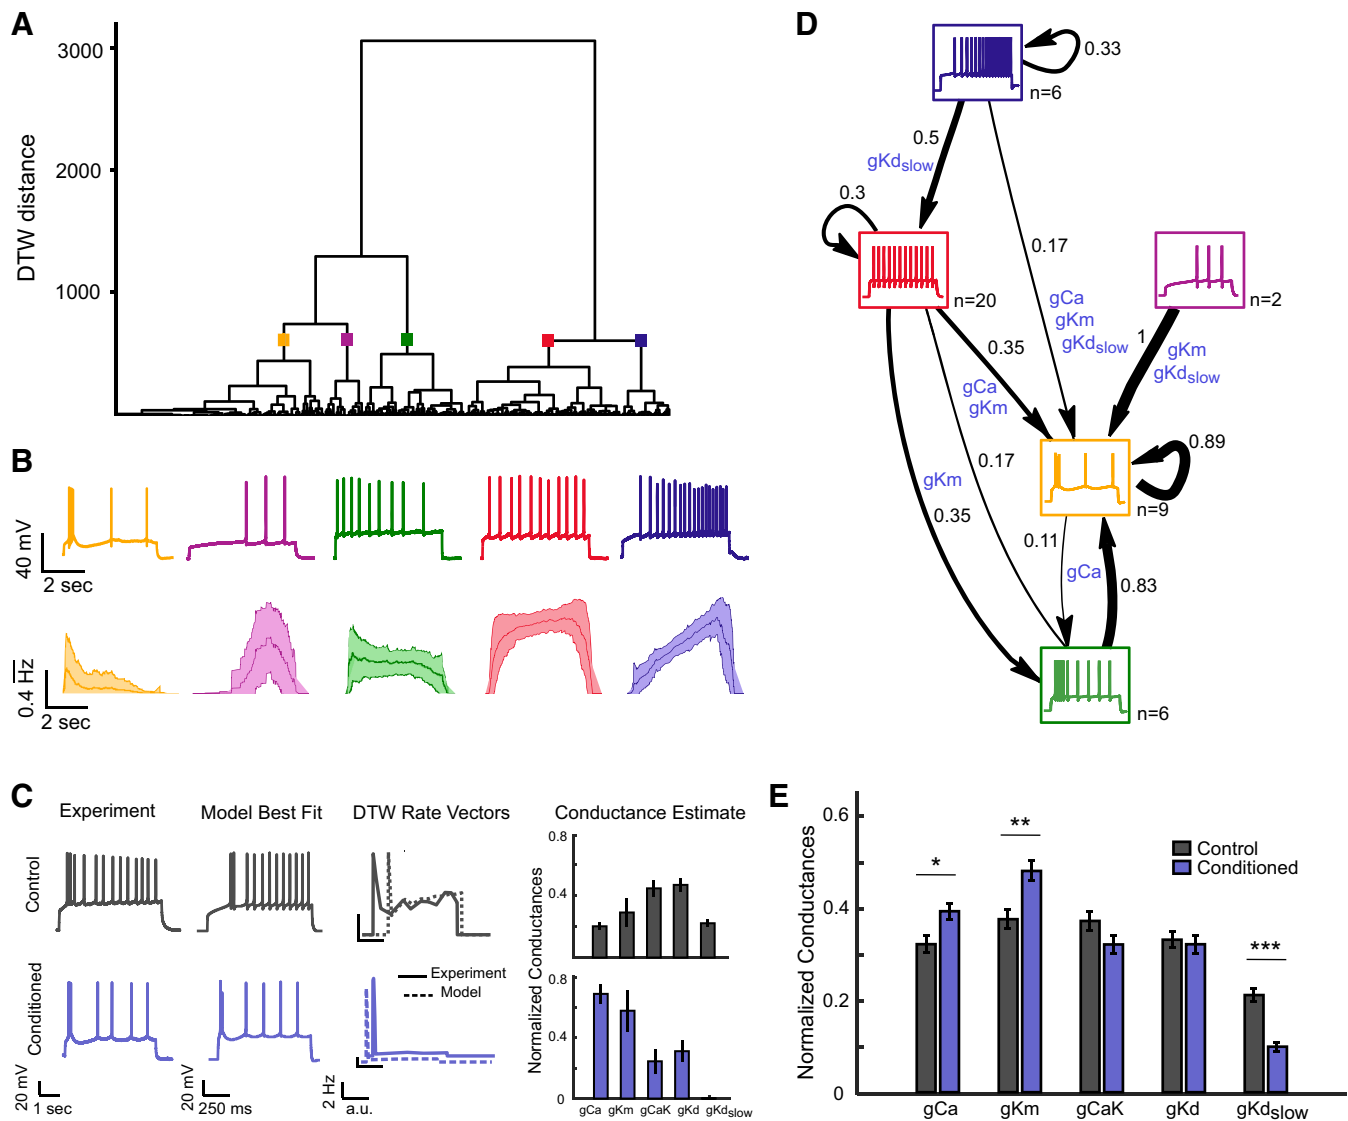 A
3000
2000
1000
DTW distance
B
40 mV
2 sec
0.4 Hz
2 sec
C
Experiment
Model Best Fit
DTW Rate Vectors
Conductance Estimate
Control
Conditioned
Experiment
Model
20 mV
1 sec
20 mV
250 ms
2 Hz
a.u.
Normalized Conductances
0.8
0.4
0.8
0.4
0
gCa
gKm
gCaK
gKd
gKdslow
D
0.33
n=6
0.5
gKdslow
0.3
0.17
n=20
n=2
gCa
gKm
gKdslow
1
gKm
gKdslow
0.35
gCa
gKm
0.89
0.17
gKm
0.35
n=9
0.11
gCa
0.83
n=6
E
Normalized Conductances
0.6
0.4
0.2
0
*
**
***
Control
Conditioned
gCa
gKm
gCaK
gKd
gKdslow